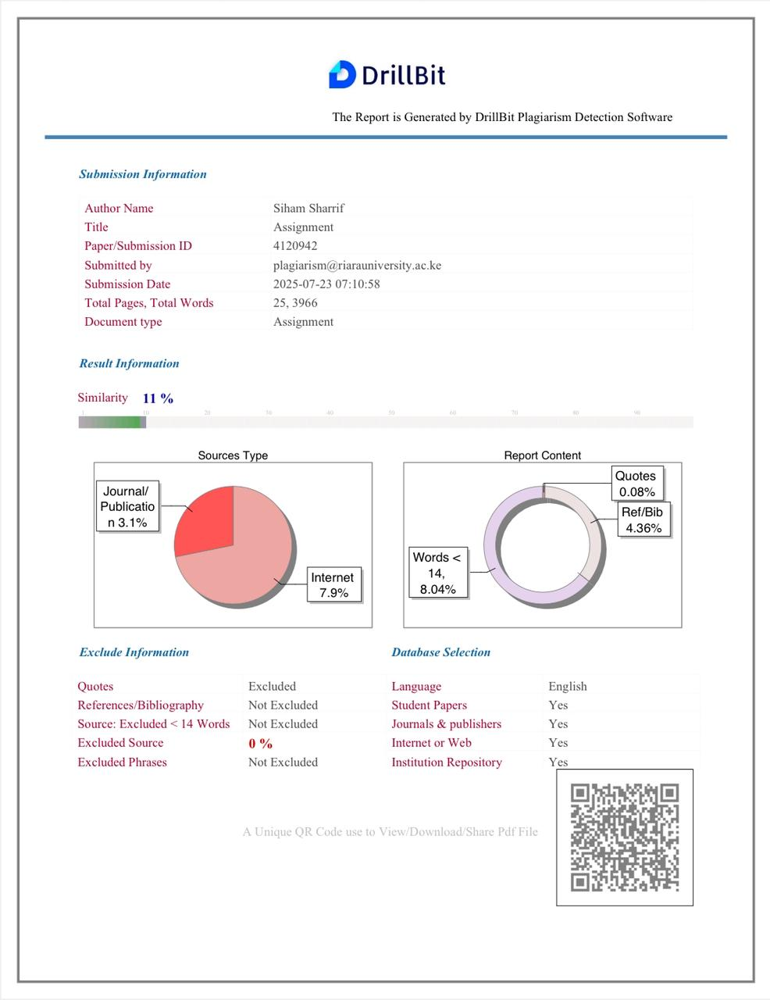 DrillBit
The Report is Generated by DrillBit Plagiarism Detection Software
Submission Information
Author Name Siham Sharrif
Title Assignment
Paper/Submission ID 4120942
Submitted by plagiarism@riarauniversity.ac.ke
Submission Date 2025-07-23 07:10:58
Total Pages, Total Words 25, 3966
Document type Assignment
Result Information
Similarity 11 %
1 10 20 30 40 50 60 70 80 90
Sources Type
Journal/
Publicatio
n 3.1%
Internet
7.9%
Report Content
Quotes
0.08%
Ref/Bib
4.36%
Words <
14,
8.04%
Exclude Information
Quotes Excluded
References/Bibliography Not Excluded
Source: Excluded < 14 Words Not Excluded
Excluded Source 0 %
Excluded Phrases Not Excluded
Database Selection
Language English
Student Papers Yes
Journals & publishers Yes
Internet or Web Yes
Institution Repository Yes
A Unique QR Code use to View/Download/Share Pdf File